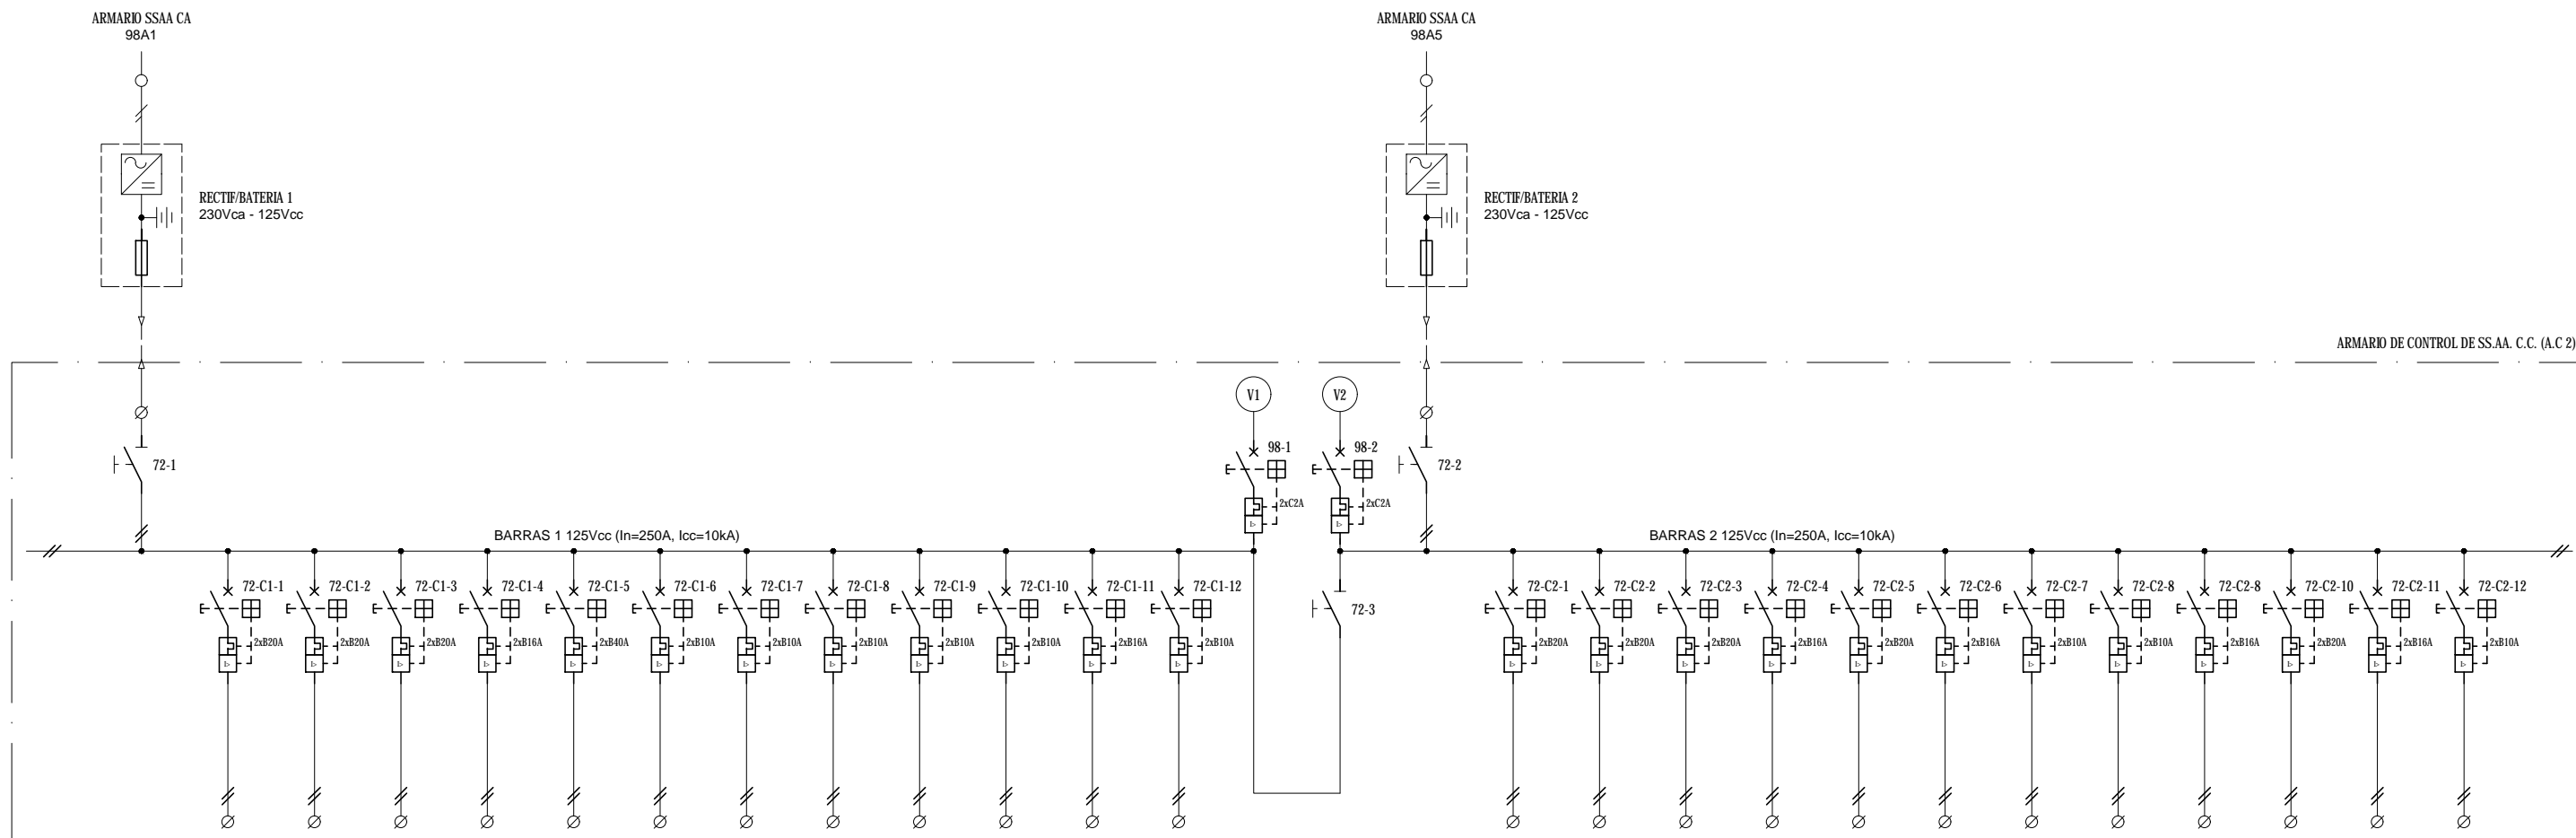 ARMARIO SSAA CA
98A1
ARMARIO SSAA CA
98A5
RECTIF/BATERIA 1
230Vca - 125Vcc
RECTIF/BATERIA 2
230Vca - 125Vcc
ARMARIO DE CONTROL DE SS.AA. C.C. (A.C 2)
V1
V2
98-1
98-2
72-1
72-2
2xC2A
2xC2A
BARRAS 1 125Vcc (In=250A, Icc=10kA)
BARRAS 2 125Vcc (In=250A, Icc=10kA)
72-C1-1
72-C1-2
72-C1-3
72-C1-4
72-C1-5
72-C1-6
72-C1-7
72-C1-8
72-C1-9
72-C1-10
72-C1-11
72-C1-12
72-3
72-C2-1
72-C2-2
72-C2-3
72-C2-4
72-C2-5
72-C2-6
72-C2-7
72-C2-8
72-C2-8
72-C2-10
72-C2-11
72-C2-12
2xB20A
2xB20A
2xB20A
2xB16A
2xB40A
2xB10A
2xB10A
2xB10A
2xB10A
2xB10A
2xB16A
2xB10A
2xB20A
2xB20A
2xB20A
2xB16A
2xB20A
2xB16A
2xB10A
2xB10A
2xB16A
2xB20A
2xB16A
2xB10A